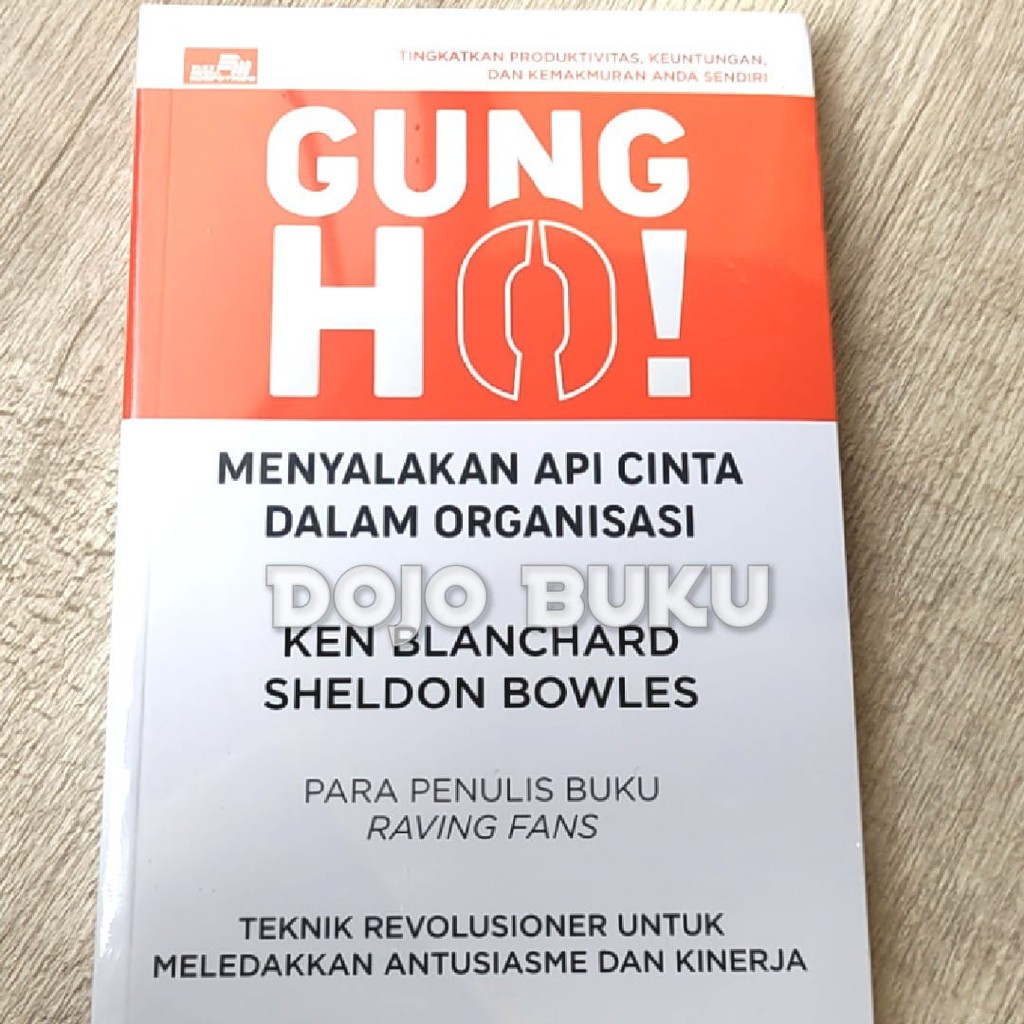 TINGKATKAN PRODUKTIVITAS, KEUNTUNGAN,
DAN KEMAKMURAN ANDA SENDIRI
GUNG
HO!
MENYALAKAN API CINTA
DALAM ORGANISASI
DOJO BUKU
KEN BLANCHARD
SHELDON BOWLES
PARA PENULIS BUKU
RAVING FANS
TEKNIK REVOLUSIONER UNTUK
MELEDAKKAN ANTUSIASME DAN KINERJA